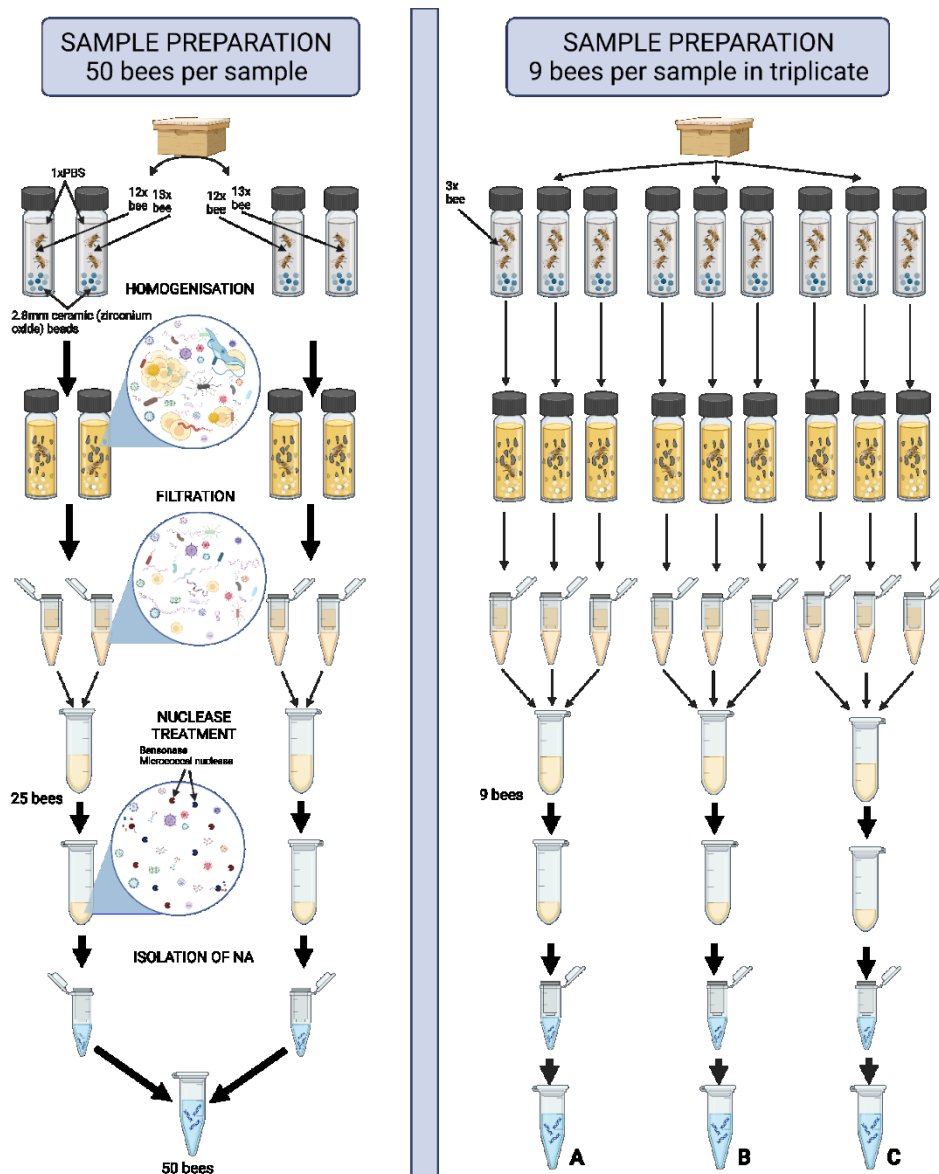 SAMPLE PREPARATION
50 bees per sample
1xPBS
12x
bee
13x
bee
12x
bee
13x
bee
HOMOGENISATION
2.8mm ceramic (zirconium
oxide) beads
FILTRATION
NUCLEASE
TREATMENT
Bensonase
Micrococal nuclease
25 bees
ISOLATION OF NA
50 bees
SAMPLE PREPARATION
9 bees per sample in triplicate
3x
bee
9 bees
A
B
C